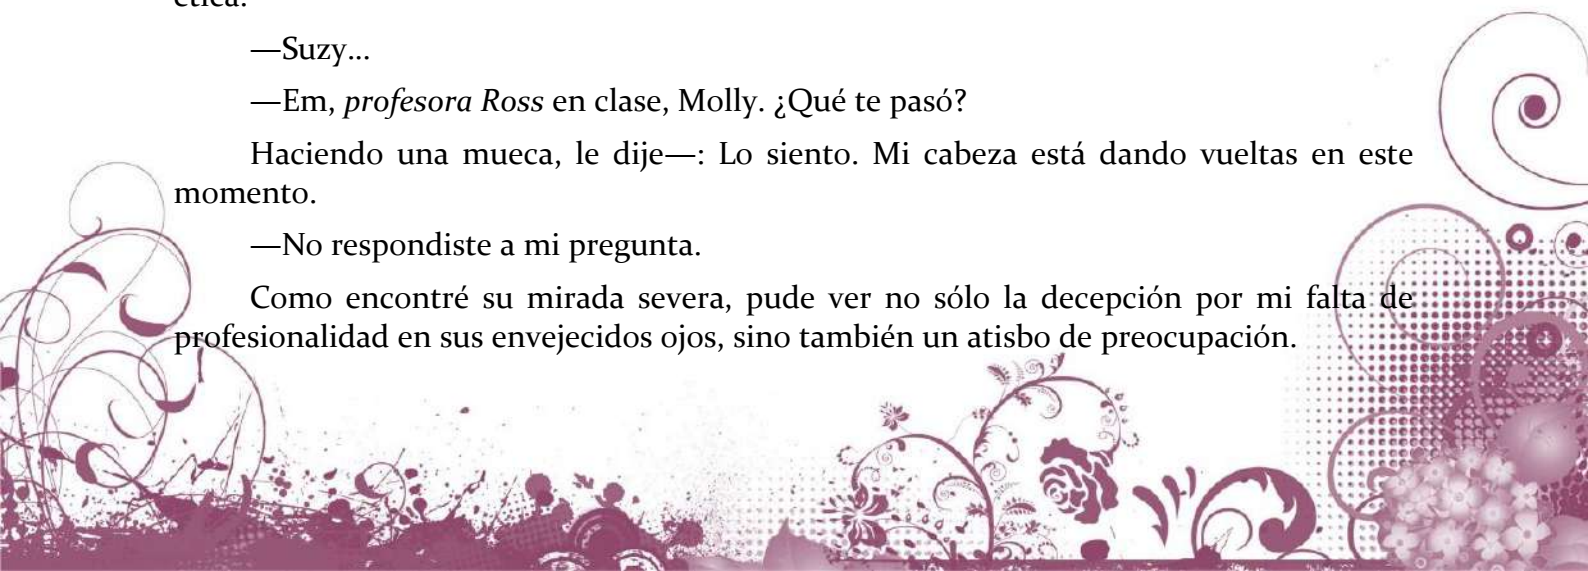 —Suzy...
—Em, profesora Ross en clase, Molly. ¿Qué te pasó?
Haciendo una mueca, le dije—: Lo siento. Mi cabeza está dando vueltas en este
momento.
—No respondiste a mi pregunta.
Como encontré su mirada severa, pude ver no sólo la decepción por mi falta de
profesionalidad en sus envejecidos ojos, sino también un atisbo de preocupación.